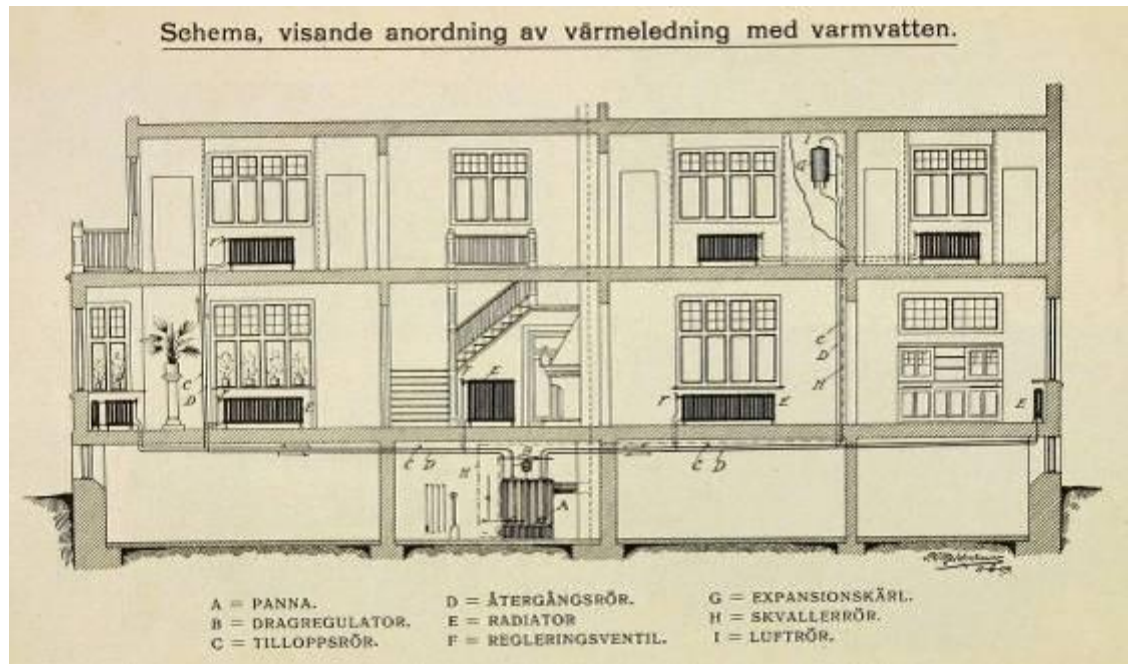 Schema, visande anordning av värmeledning med varmvatten.
I
G
F
C
D
C
D
H
F
E
F
E
F
E
E
C D
H
B
C D
A
A = PANNA.
B = DRAGREGULATOR.
C = TILLOPPSRÖR.
D = ÅTERGÅNGSRÖR.
E = RADIATOR
F = REGLERINGSVENTIL.
G = EXPANSIONSKÄRL.
H = SKVALLERRÖR.
I = LUFTRÖR.